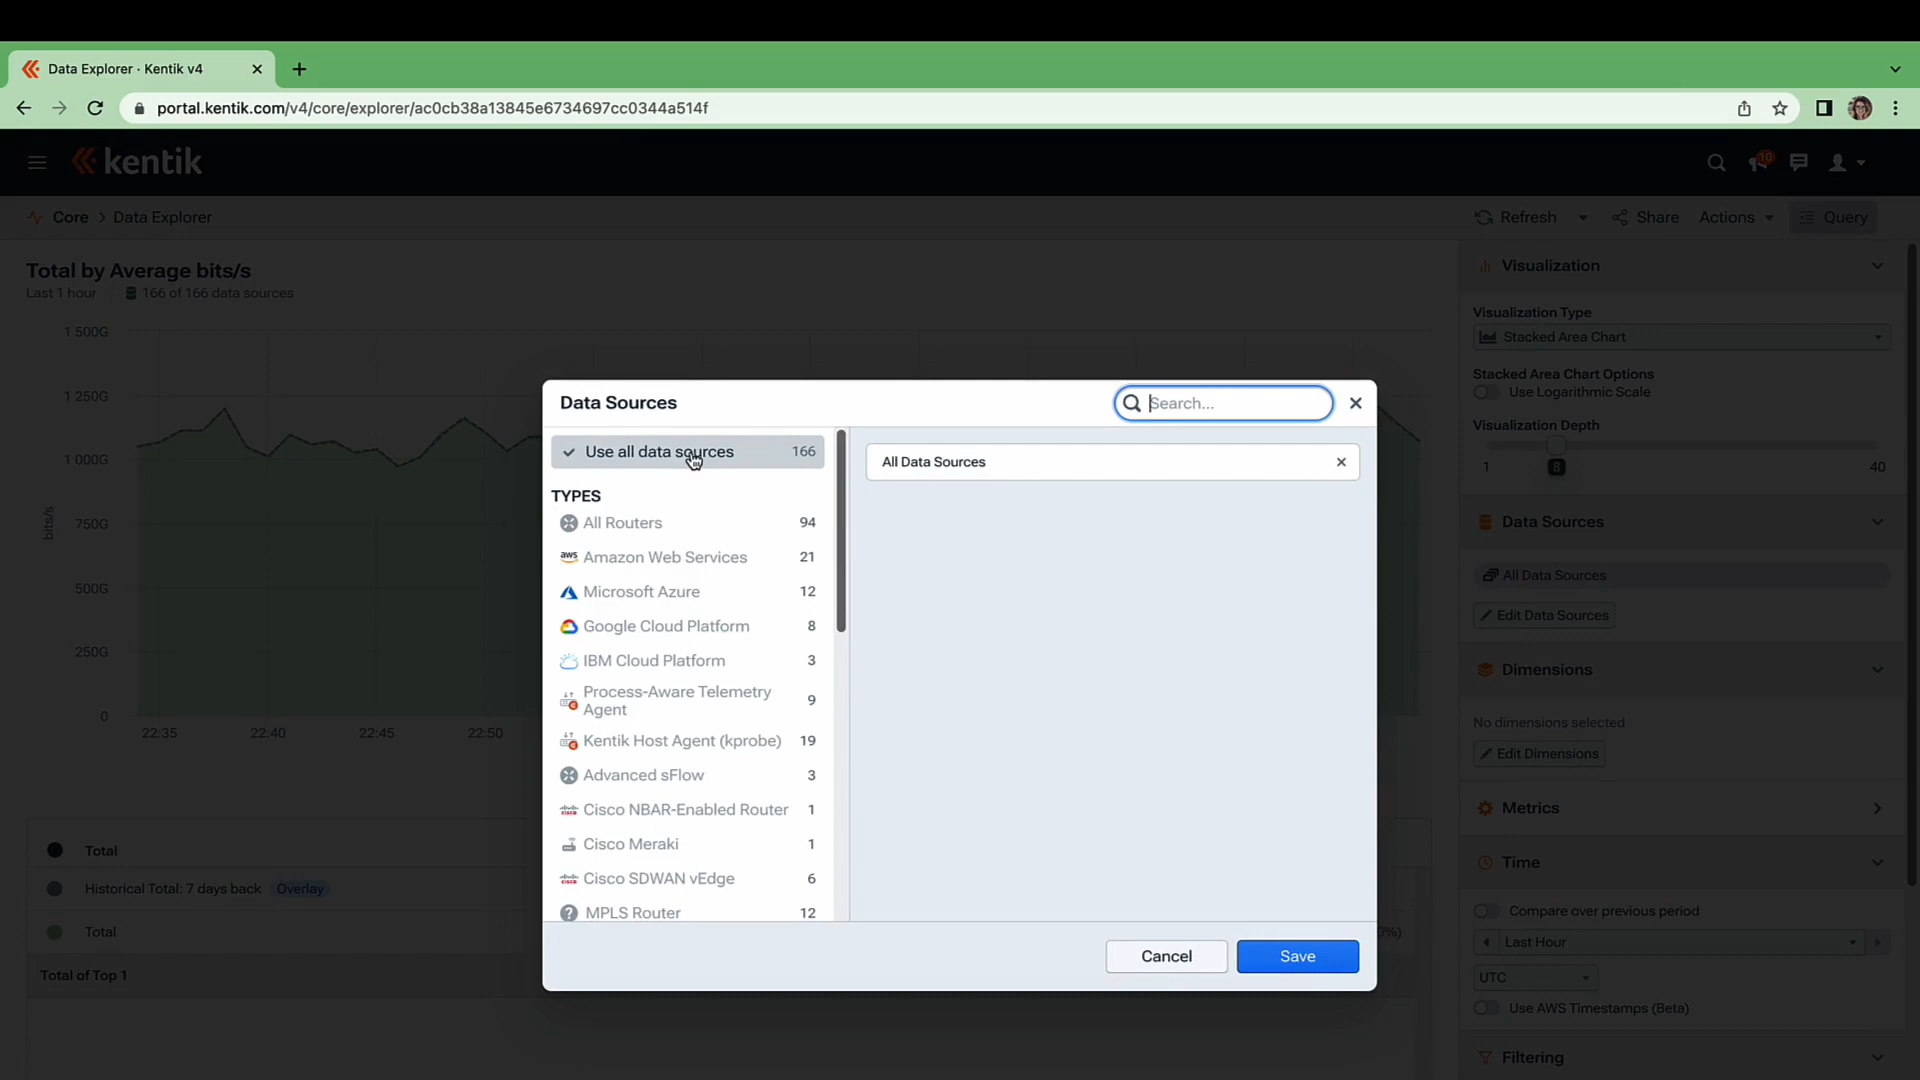 Data Explorer · Kentik v4
portal.kentik.com/v4/core/explorer/ac0cb38a13845e6734697cc0344a514f
kentik
10
Core > Data Explorer
Refresh
Share
Actions
Query
Total by Average bits/s
Last 1 hour
166 of 166 data sources
1 500G
1 250G
1 000G
750G
500G
250G
0
bits/s
22:35
22:40
22:45
22:50
Total
Historical Total: 7 days back Overlay
Total
Total of Top 1
0%)
Data Sources
Search...
Use all data sources 166
TYPES
All Routers 94
aws Amazon Web Services 21
Microsoft Azure 12
Google Cloud Platform 8
IBM Cloud Platform 3
Process-Aware Telemetry
Agent 9
Kentik Host Agent (kprobe) 19
Advanced sFlow 3
cisco Cisco NBAR-Enabled Router 1
Cisco Meraki 1
cisco Cisco SDWAN vEdge 6
? MPLS Router 12
All Data Sources
Cancel
Save
Visualization
Visualization Type
Stacked Area Chart
Stacked Area Chart Options
Use Logarithmic Scale
Visualization Depth
1 8 40
Data Sources
All Data Sources
Edit Data Sources
Dimensions
No dimensions selected
Edit Dimensions
Metrics
Time
Compare over previous period
Last Hour
UTC
Use AWS Timestamps (Beta)
Filtering